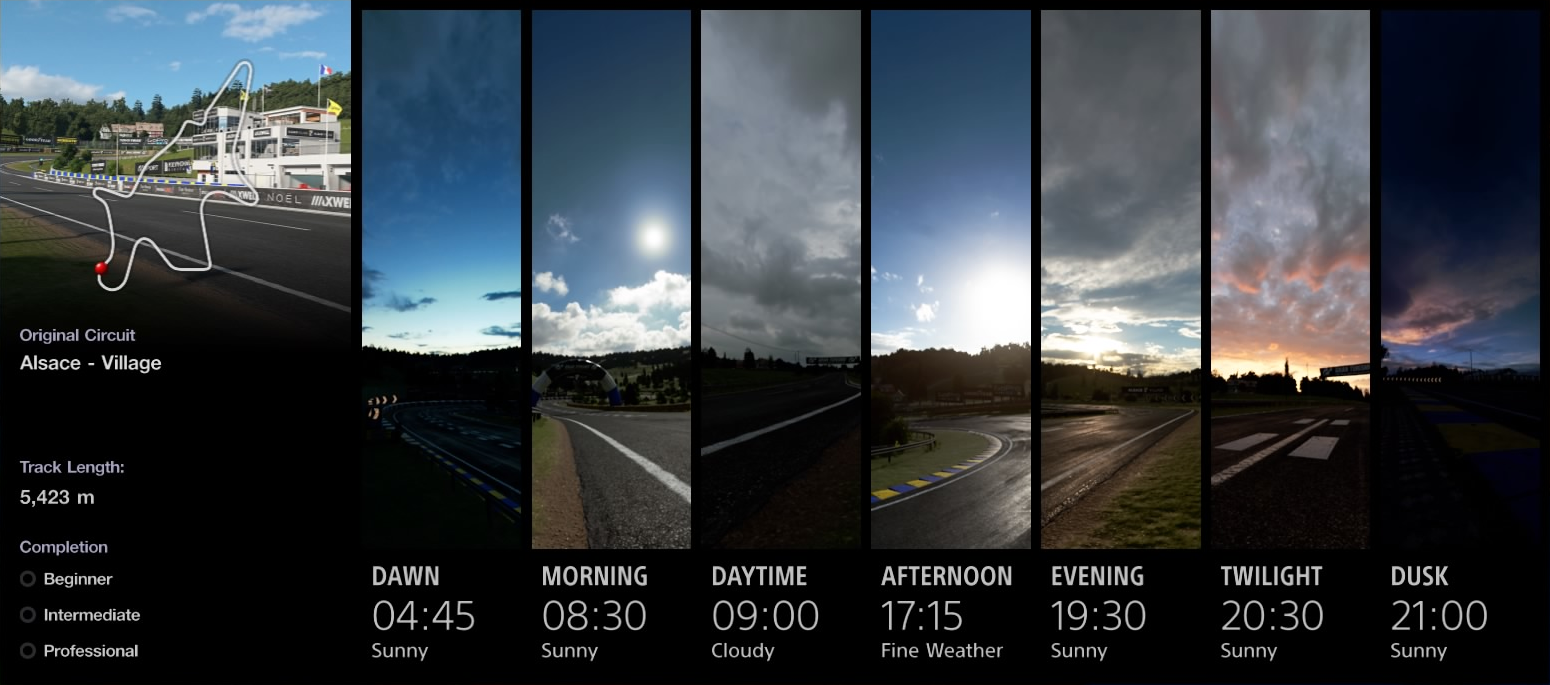 NOEL
Original Circuit
Alsace - Village
Track Length:
5,423 m
Completion
Beginner
Intermediate
Professional
DAWN
04:45
Sunny
MORNING
08:30
Sunny
DAYTIME
09:00
Cloudy
AFTERNOON
17:15
Fine Weather
EVENING
19:30
Sunny
TWILIGHT
20:30
Sunny
DUSK
21:00
Sunny